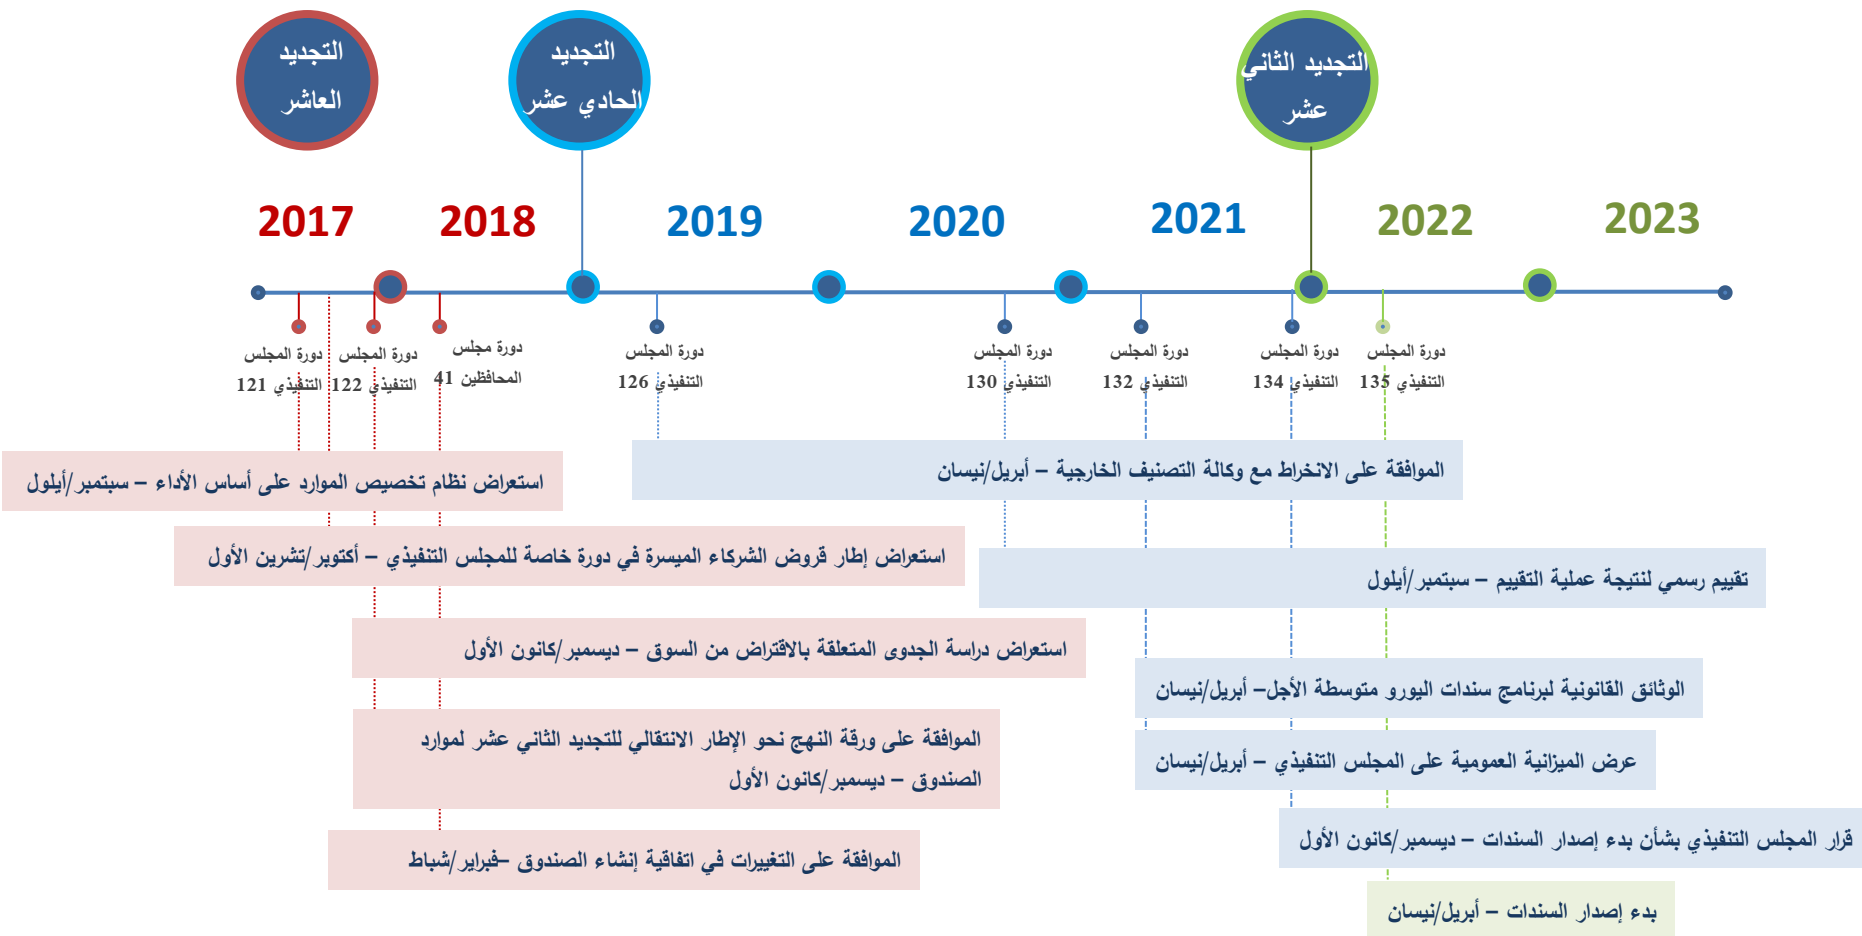 التجديد
العاشر
التجديد
الحادي عشر
التجديد الثاني
عشر
2017
2018
2019
2020
2021
2022
2023
دورة المجلس
التنفيذي 121
دورة المجلس
التنفيذي 122
دورة مجلس
المحافظين 41
دورة المجلس
التنفيذي 126
دورة المجلس
التنفيذي 130
دورة المجلس
التنفيذي 132
دورة المجلس
التنفيذي 134
دورة المجلس
التنفيذي 135
استعراض نظام تخصيص الموارد على أساس الأداء – سبتمبر/أيلول
استعراض إطار قروض الشركاء الميسرة في دورة خاصة للمجلس التنفيذي – أكتوبر/تشرين الأول
استعراض دراسة الجدوى المتعلقة بالاقتراض من السوق – ديسمبر/كانون الأول
الموافقة على ورقة النهج نحو الإطار الانتقالي للتجديد الثاني عشر لموارد
الصندوق – ديسمبر/كانون الأول
الموافقة على التغييرات في اتفاقية إنشاء الصندوق –فبراير/شباط
الموافقة على الانخراط مع وكالة التصنيف الخارجية – أبريل/نيسان
تقييم رسمي لنتيجة عملية التقييم – سبتمبر/أيلول
الوثائق القانونية لبرنامج سندات اليورو متوسطة الأجل– أبريل/نيسان
عرض الميزانية العمومية على المجلس التنفيذي – أبريل/نيسان
قرار المجلس التنفيذي بشأن بدء إصدار السندات – ديسمبر/كانون الأول
بدء إصدار السندات – أبريل/نيسان